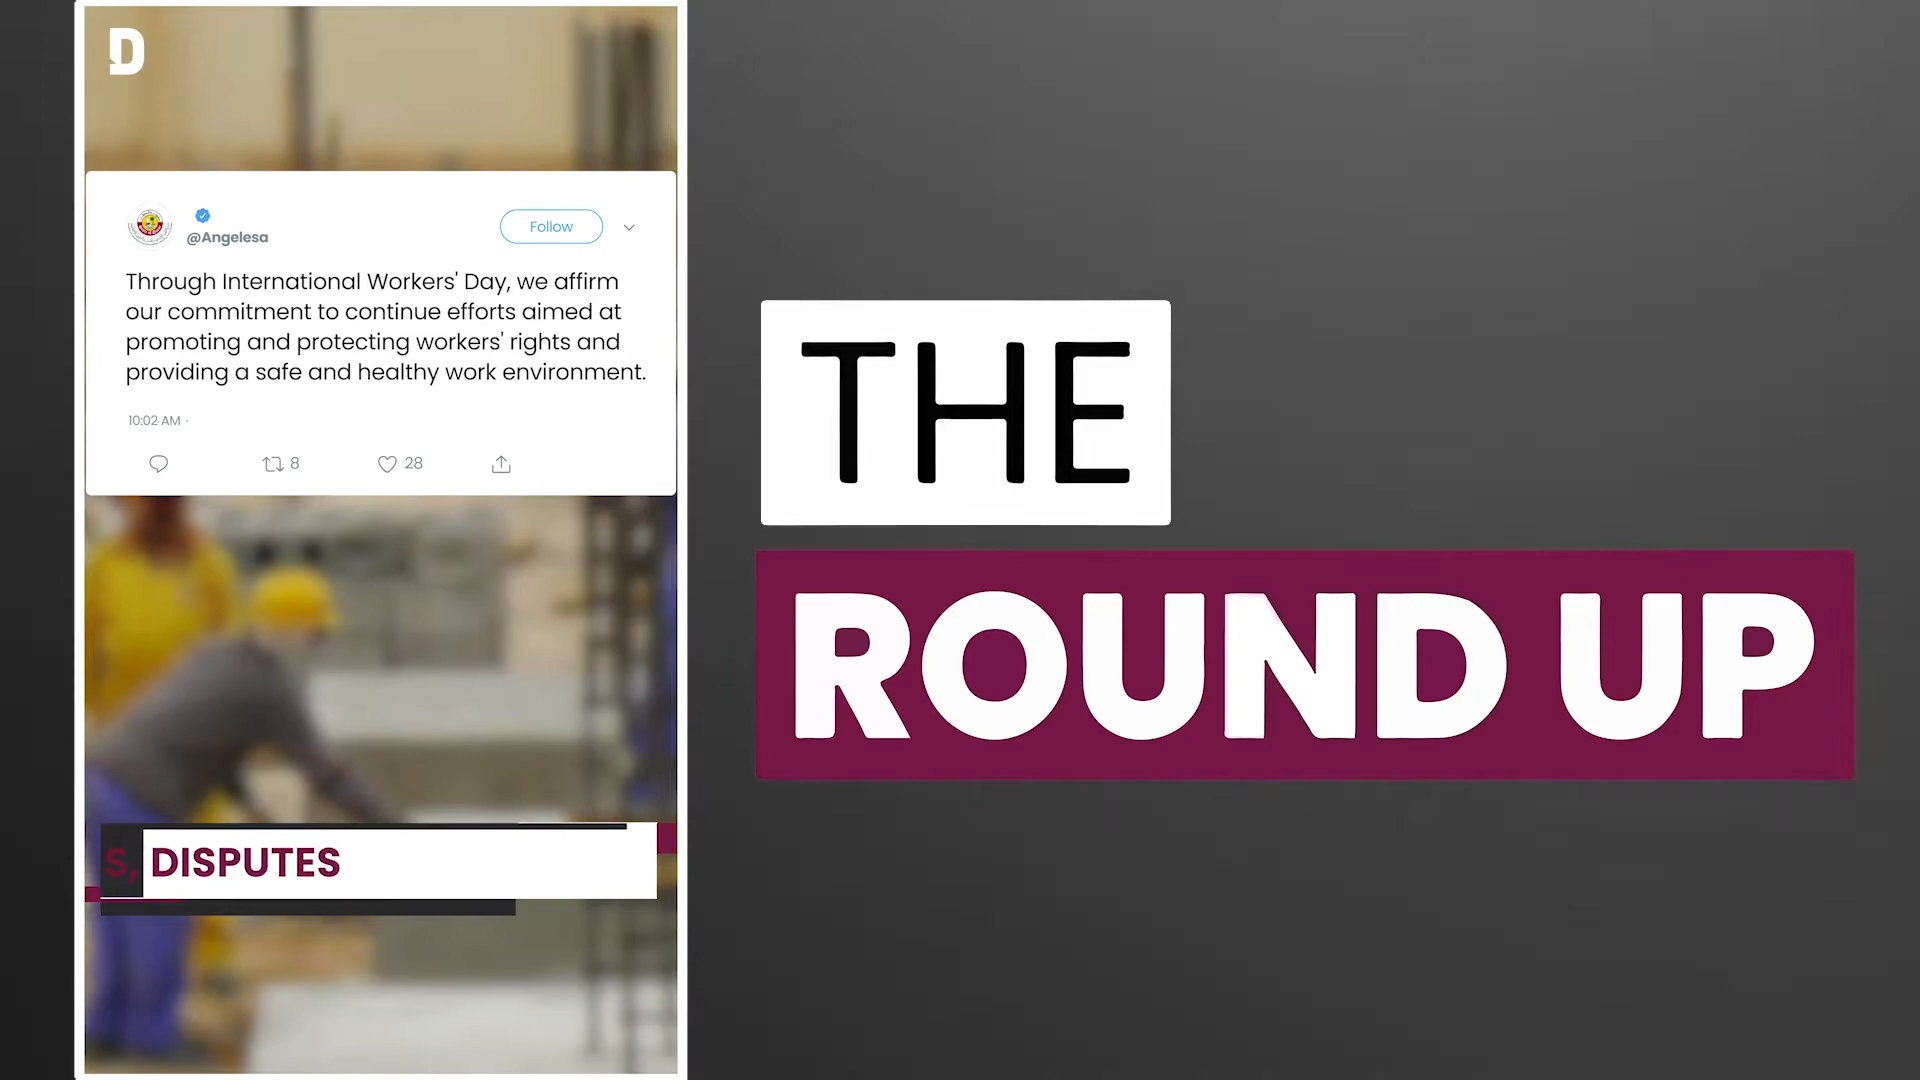 D
@Angelesa
Follow
Through International Workers' Day, we affirm
our commitment to continue efforts aimed at
promoting and protecting workers' rights and
providing a safe and healthy work environment.
10:02 AM ·
8
28
S, DISPUTES
THE
ROUND UP